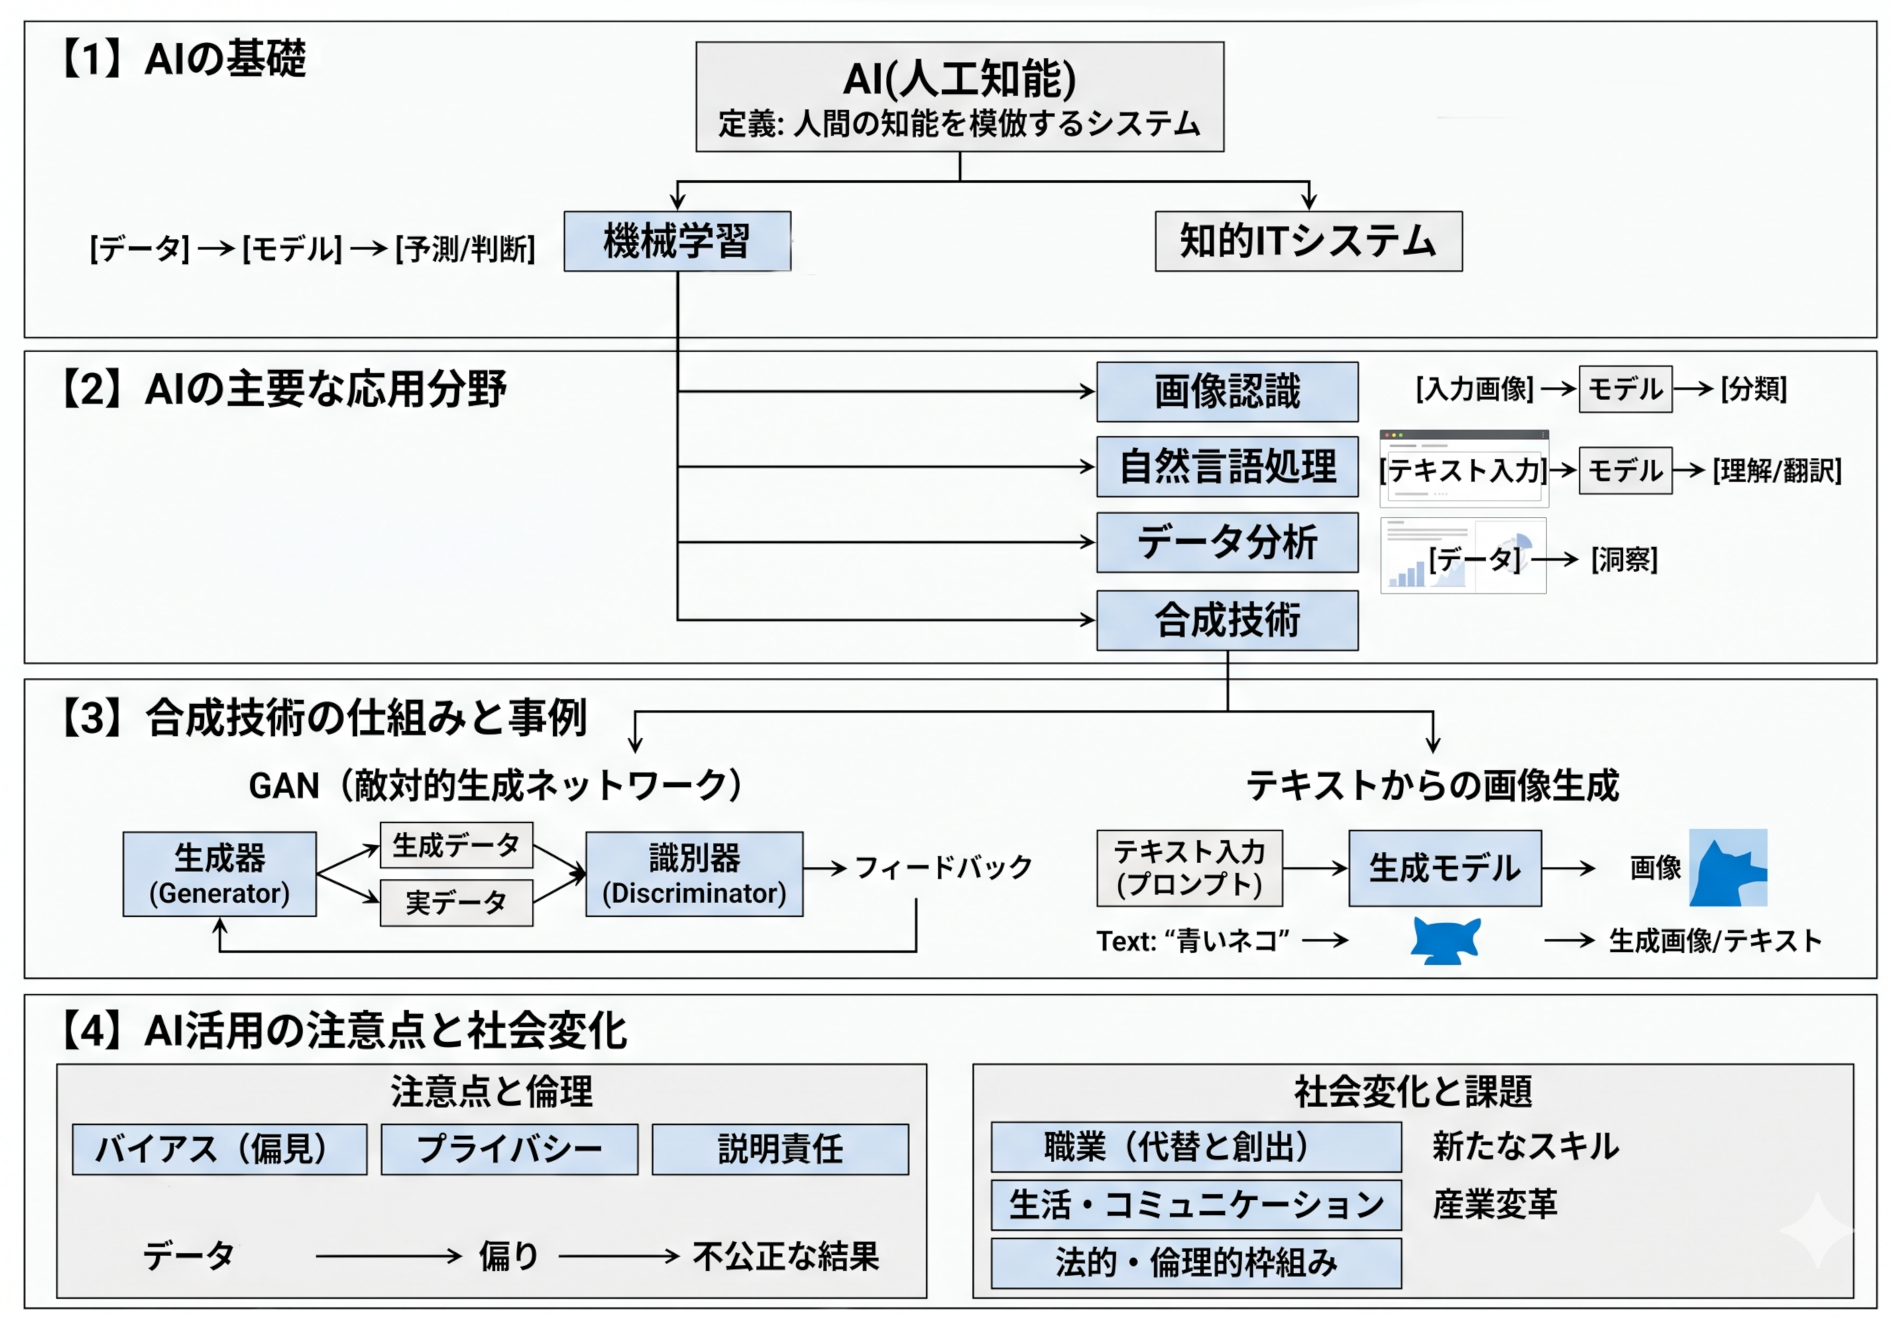 【1】AIの基礎
AI(人工知能)
定義: 人間の知能を模倣するシステム
[データ]→[モデル]→[予測/判断]
機械学習
知的ITシステム
【2】AIの主要な応用分野
画像認識
[入力画像]→モデル→[分類]
自然言語処理
[テキスト入力]→モデル→[理解/翻訳]
データ分析
[データ]→[洞察]
合成技術
【3】合成技術の仕組みと事例
GAN（敵対的生成ネットワーク）
生成器
(Generator)
生成データ
実データ
識別器
(Discriminator)
フィードバック
テキストからの画像生成
テキスト入力
(プロンプト)
生成モデル
画像
Text: “青いネコ”
生成画像/テキスト
【4】AI活用の注意点と社会変化
注意点と倫理
バイアス（偏見）
プライバシー
説明責任
データ→偏り→不公正な結果
社会変化と課題
職業（代替と創出）
新たなスキル
生活・コミュニケーション
産業変革
法的・倫理的枠組み